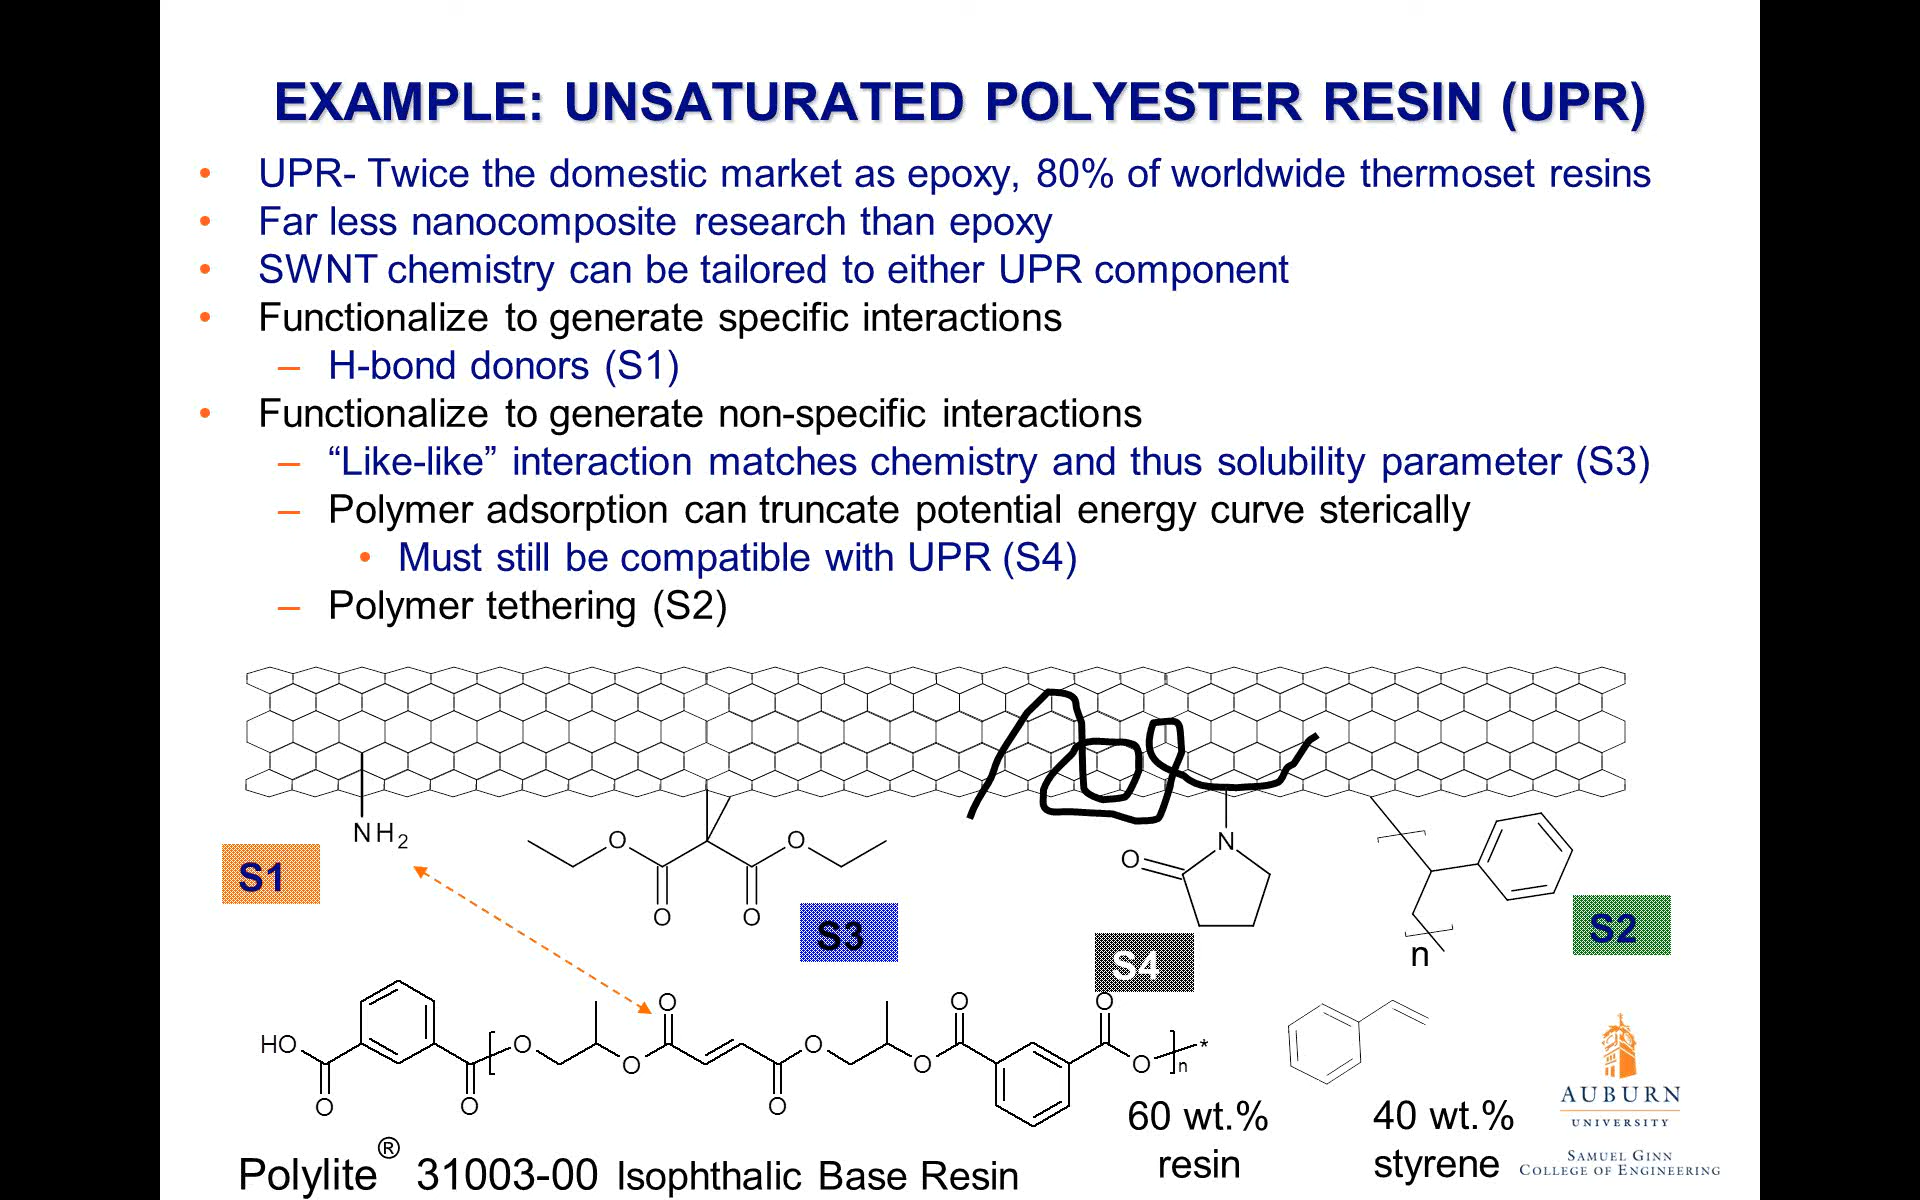 EXAMPLE: UNSATURATED POLYESTER RESIN (UPR)
• UPR- Twice the domestic market as epoxy, 80% of worldwide thermoset resins
• Far less nanocomposite research than epoxy
• SWNT chemistry can be tailored to either UPR component
• Functionalize to generate specific interactions
– H-bond donors (S1)
• Functionalize to generate non-specific interactions
– “Like-like” interaction matches chemistry and thus solubility parameter (S3)
– Polymer adsorption can truncate potential energy curve sterically
• Must still be compatible with UPR (S4)
– Polymer tethering (S2)
NH2
O O
O
N
S1
O O
S3
S2
n
S4
O O O
HO O O O O O n *
O O O O
60 wt.%
resin
40 wt.%
styrene
Polylite® 31003-00 Isophthalic Base Resin
AUBURN
UNIVERSITY
SAMUEL GINN
COLLEGE OF ENGINEERING